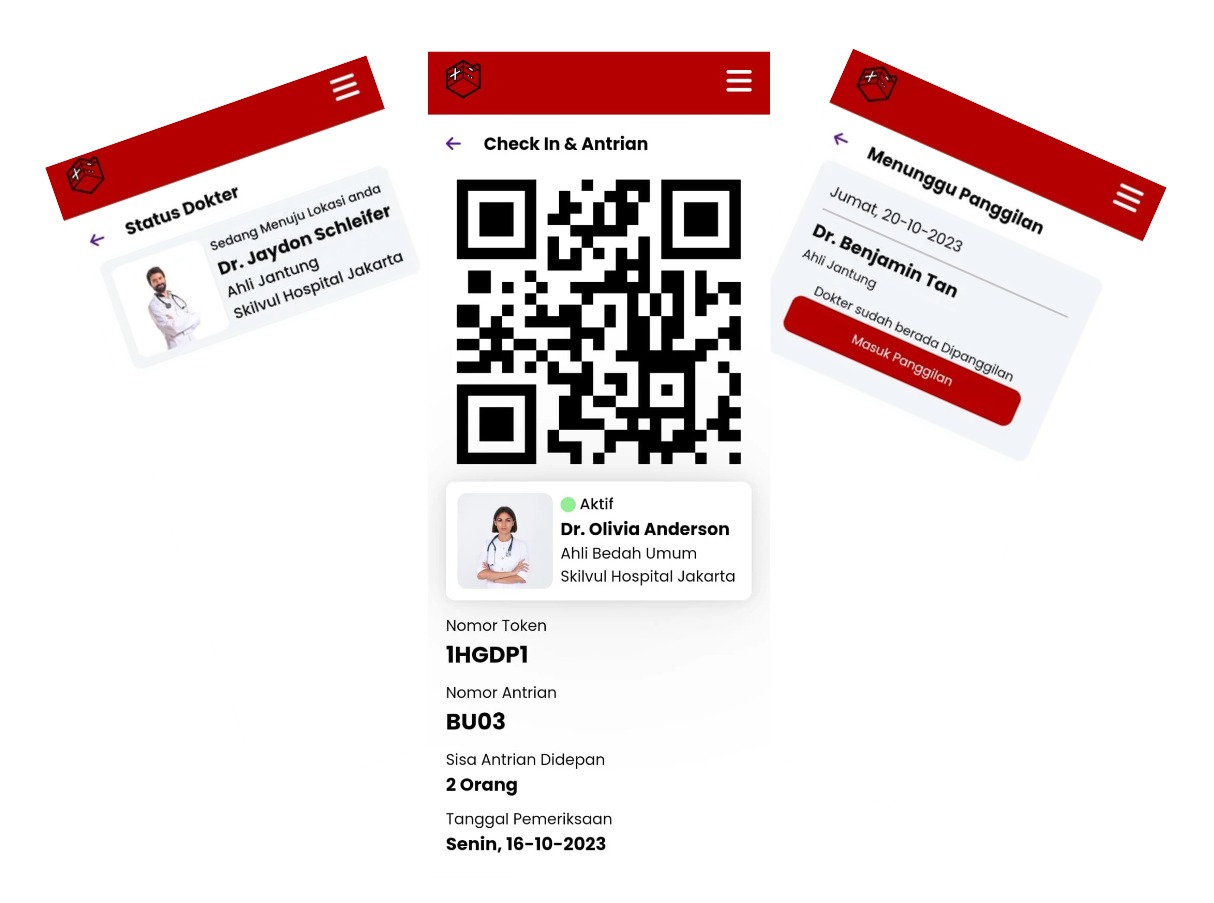 Status Dokter
Sedang Menuju Lokasi anda
Dr. Jaydon Schleifer
Ahli Jantung
Skilvul Hospital Jakarta
Check In & Antrian
Aktif
Dr. Olivia Anderson
Ahli Bedah Umum
Skilvul Hospital Jakarta
Nomor Token
1HGDP1
Nomor Antrian
BU03
Sisa Antrian Didepan
2 Orang
Tanggal Pemeriksaan
Senin, 16-10-2023
Menunggu Panggilan
Jumat, 20-10-2023
Dr. Benjamin Tan
Ahli Jantung
Dokter sudah berada Dipanggilan
Masuk Panggilan